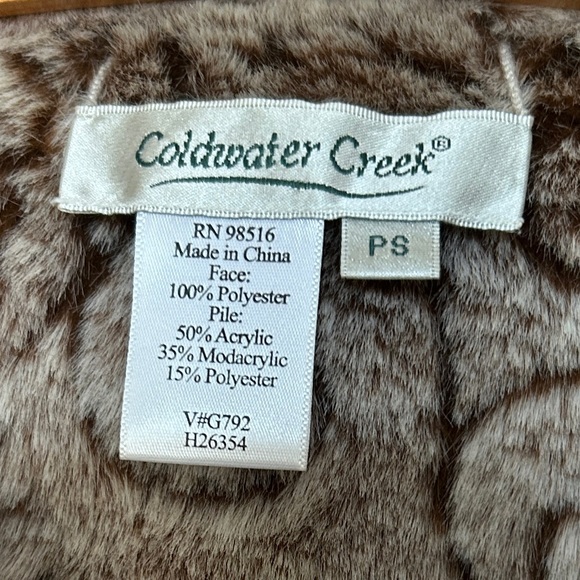 Coldwater Creek®
PS
RN 98516
Made in China
Face:
100% Polyester
Pile:
50% Acrylic
35% Modacrylic
15% Polyester
V#G792
H26354